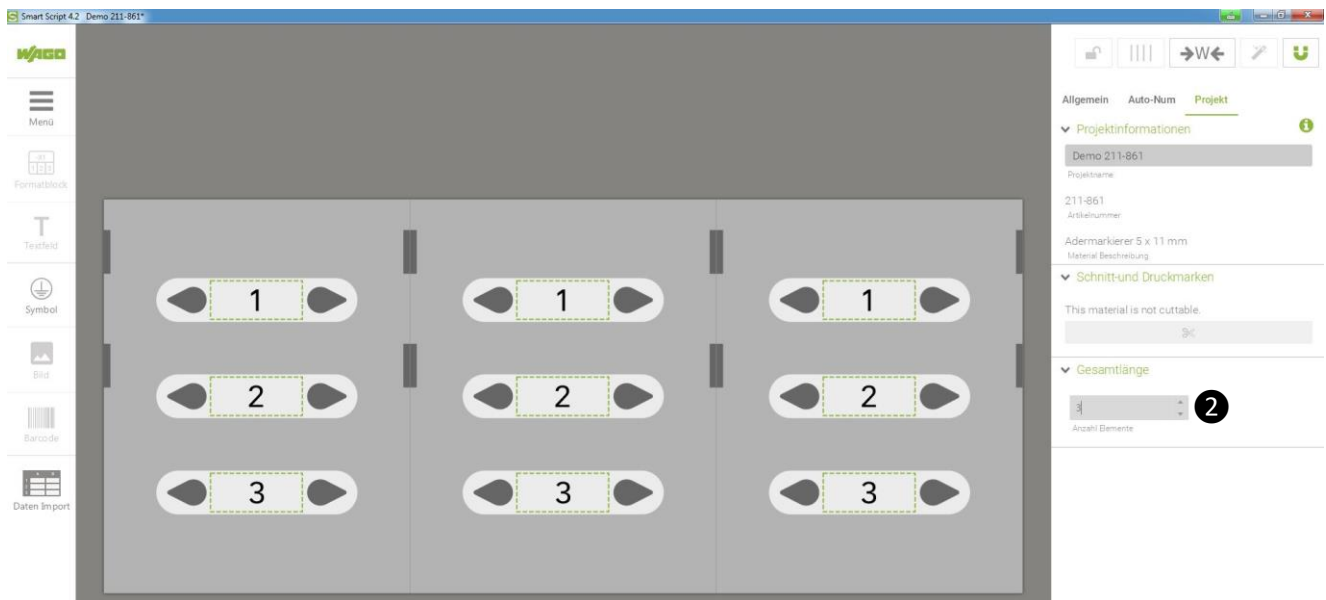 Smart Script 4.2 Demo 211-861*
WAGO
Menü
Formatblock
T
Textfeld
Symbol
Bild
Barcode
Daten Import
1 1 1
2 2 2
3 3 3
W
Allgemein Auto-Num Projekt
Projektinformationen
Demo 211-861
Projektname
211-861
Artikelnummer
Adermarkierer 5 x 11 mm
Material Beschreibung
Schnitt-und Druckmarken
This material is not cuttable.
Gesamtlänge
3
2
Anzahl Elemente